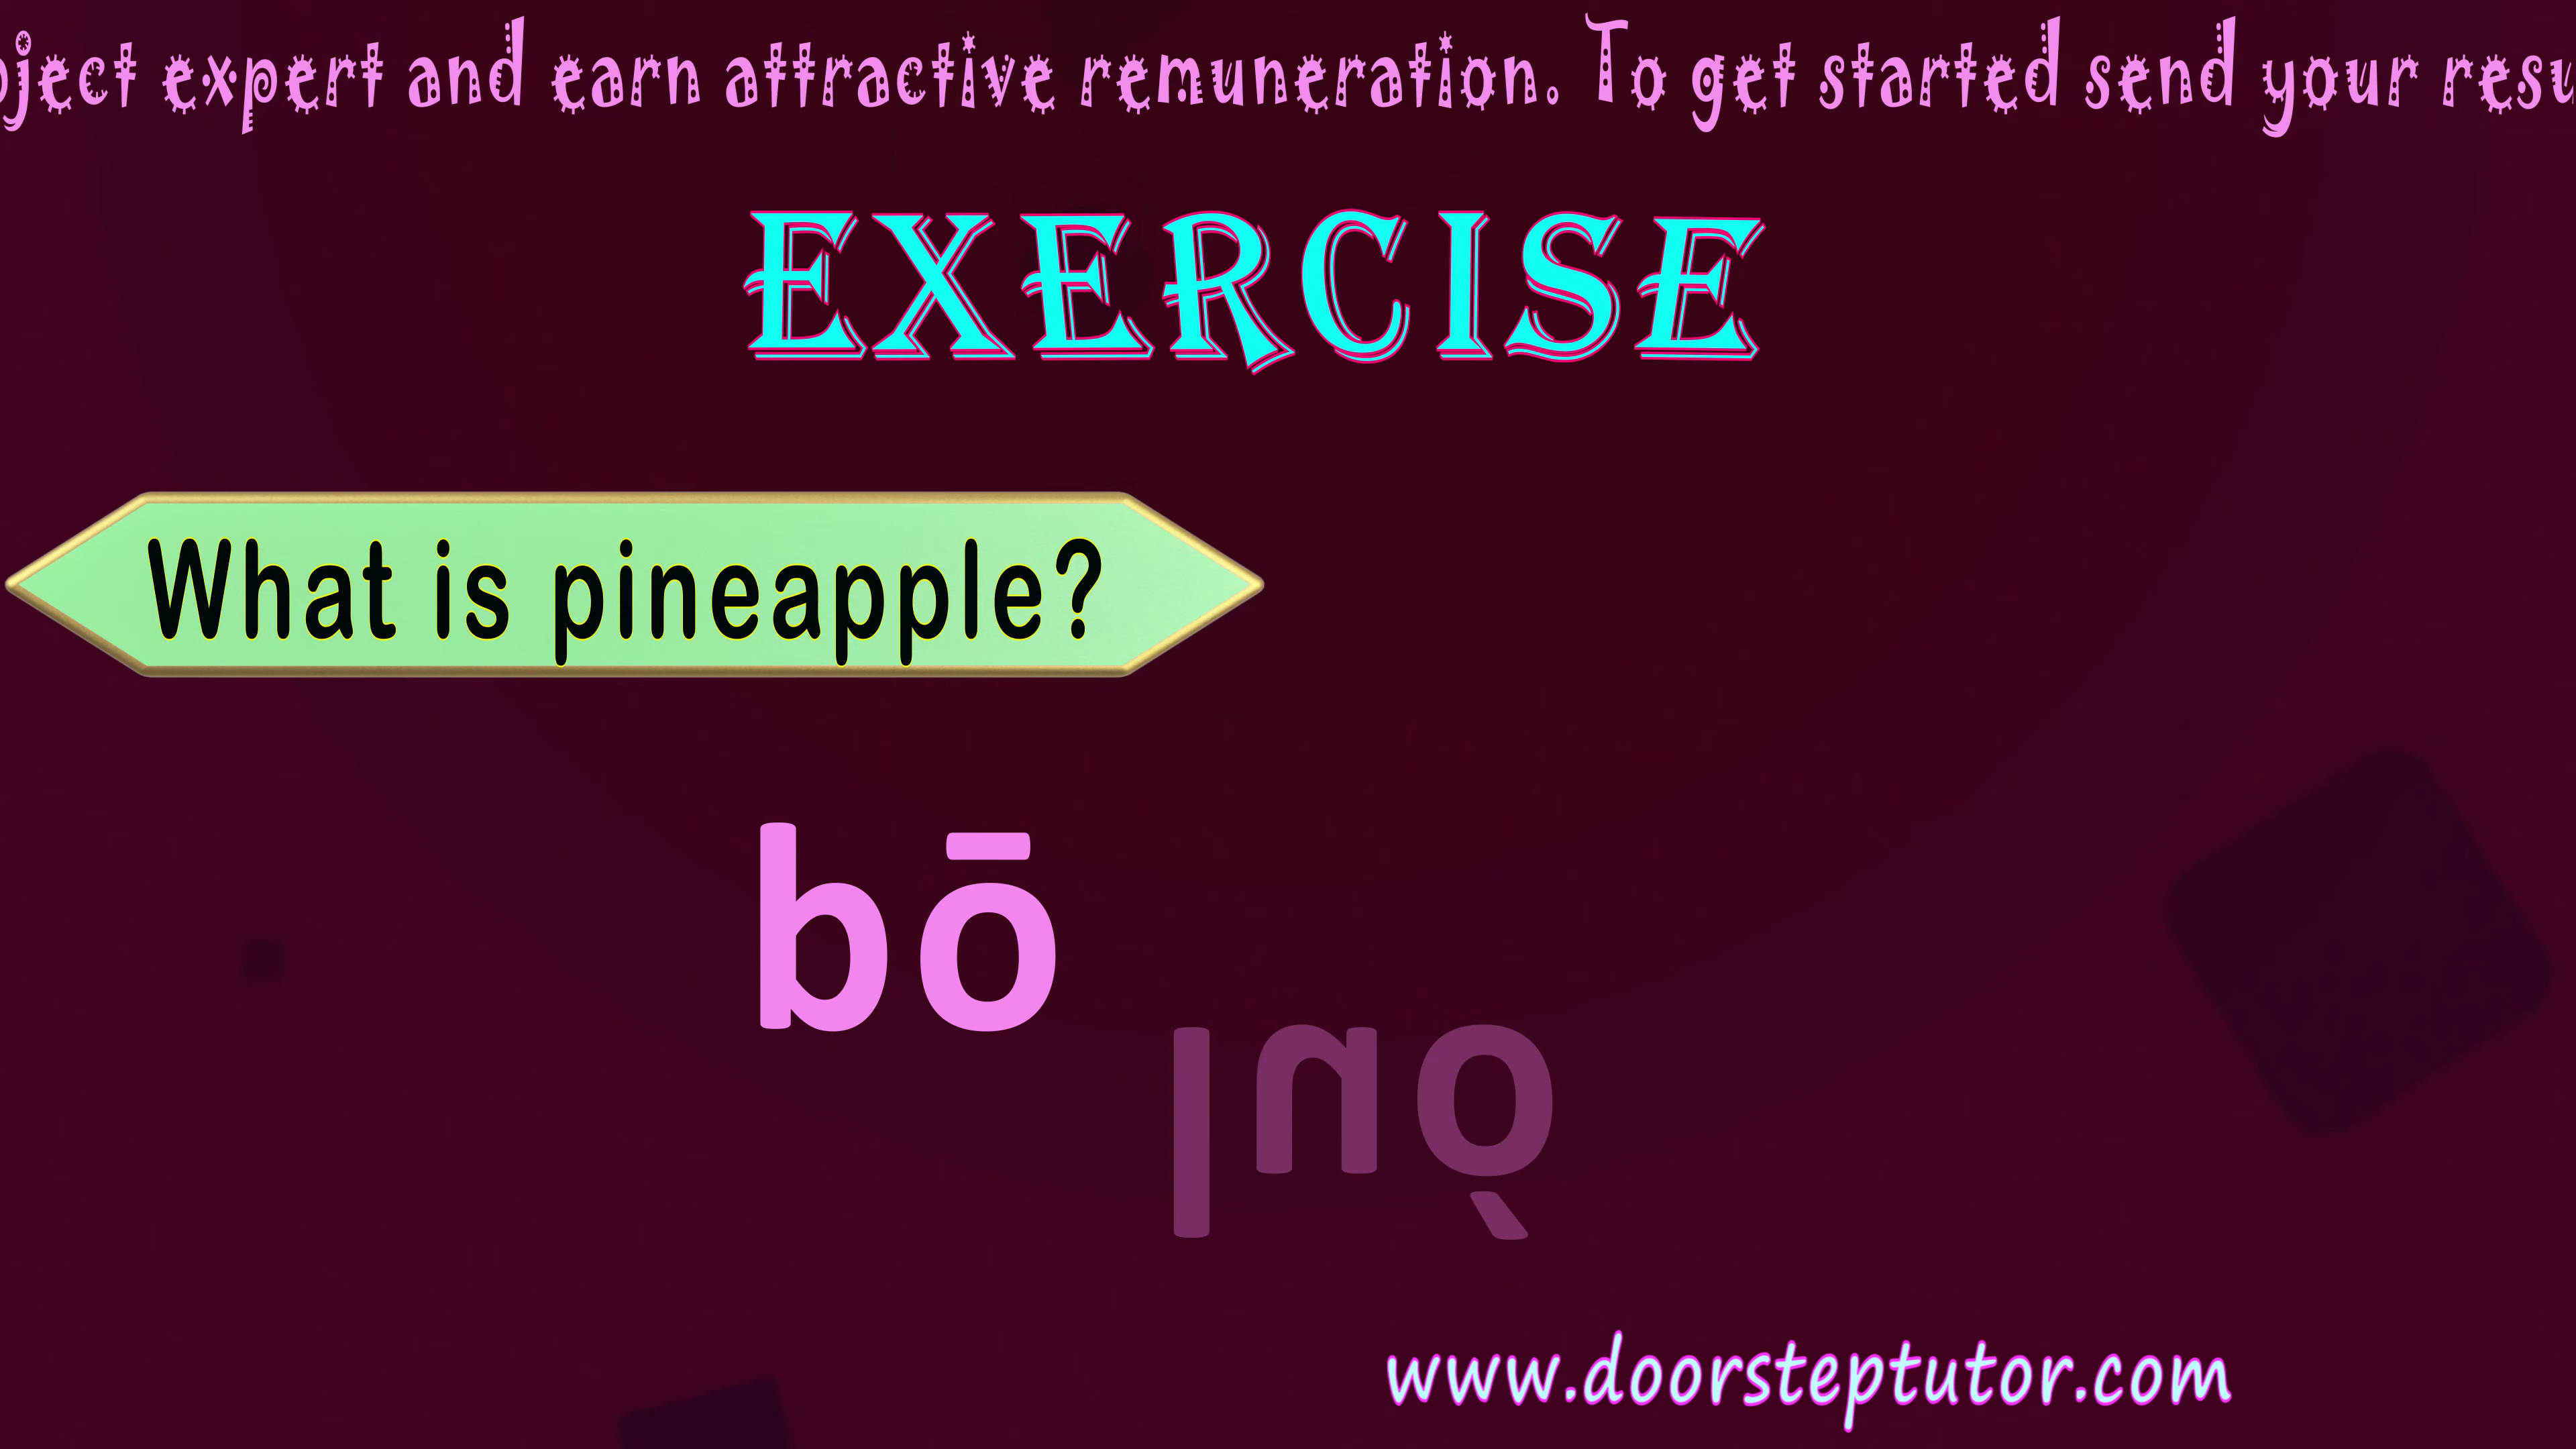 bject expert and earn attractive remuneration. To get started send your resu
EXERCISE
What is pineapple?
bō luó
www.doorsteptutor.com